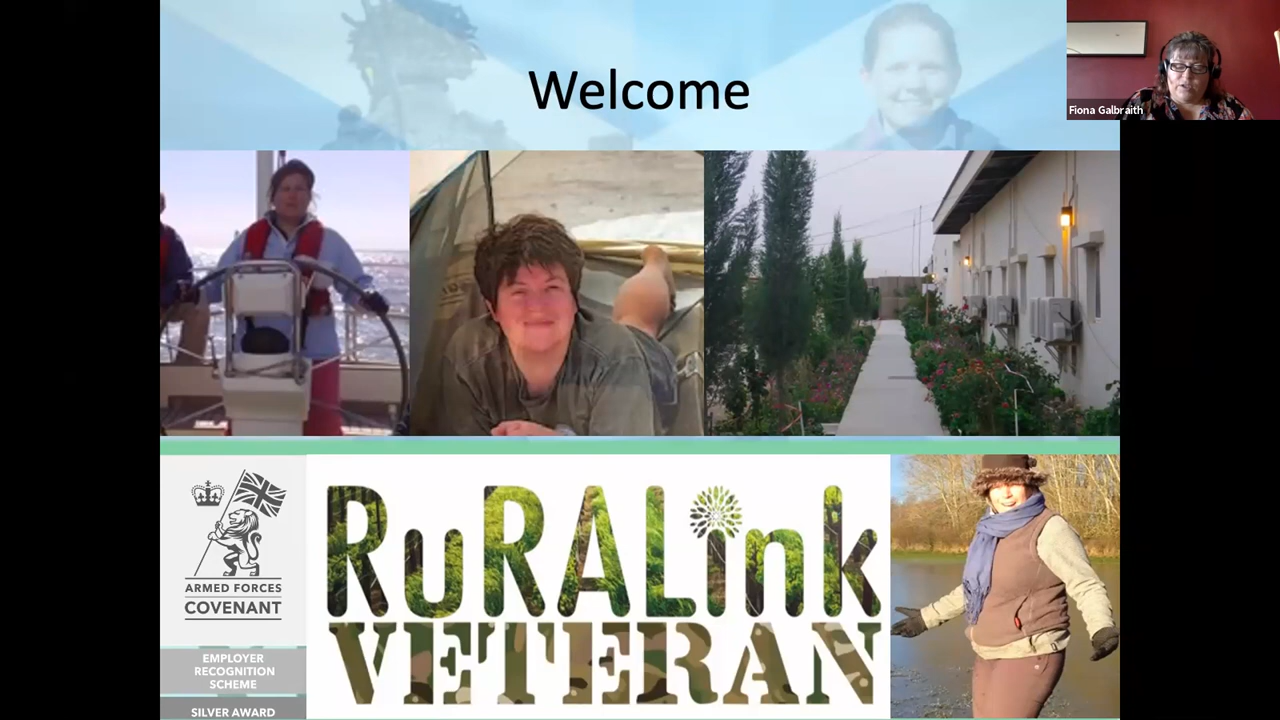 Welcome
Fiona Galbraith
ARMED FORCES
COVENANT
EMPLOYER
RECOGNITION
SCHEME
SILVER AWARD
RuRALink
VETERAN